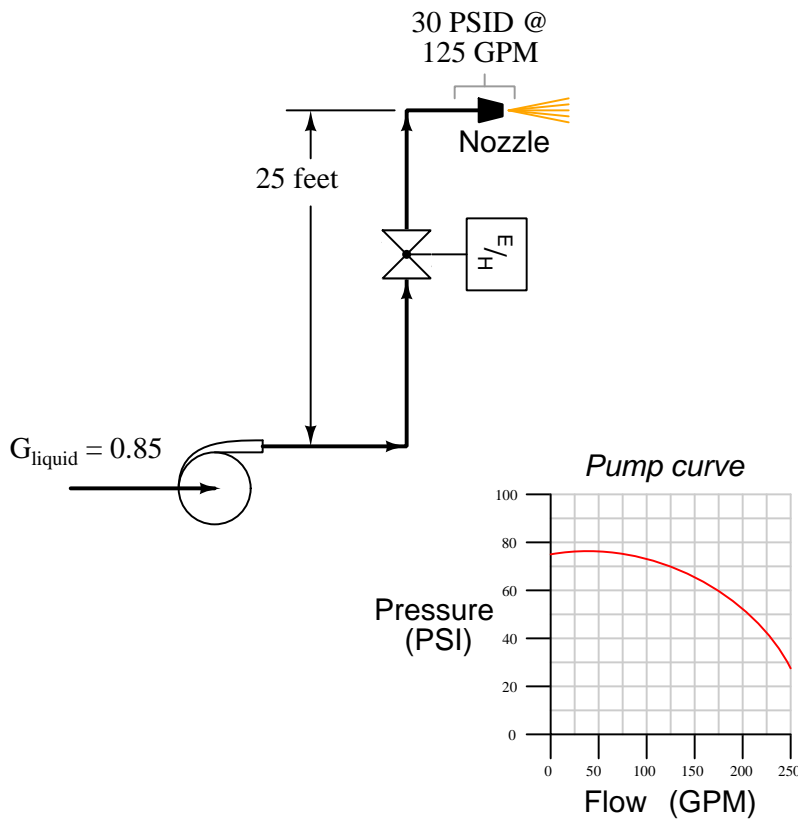 30 PSID @
125 GPM
Nozzle
25 feet
E/H
G_liquid = 0.85
Pump curve
100
80
60
40
20
0
Pressure
(PSI)
0 50 100 150 200 250
Flow (GPM)